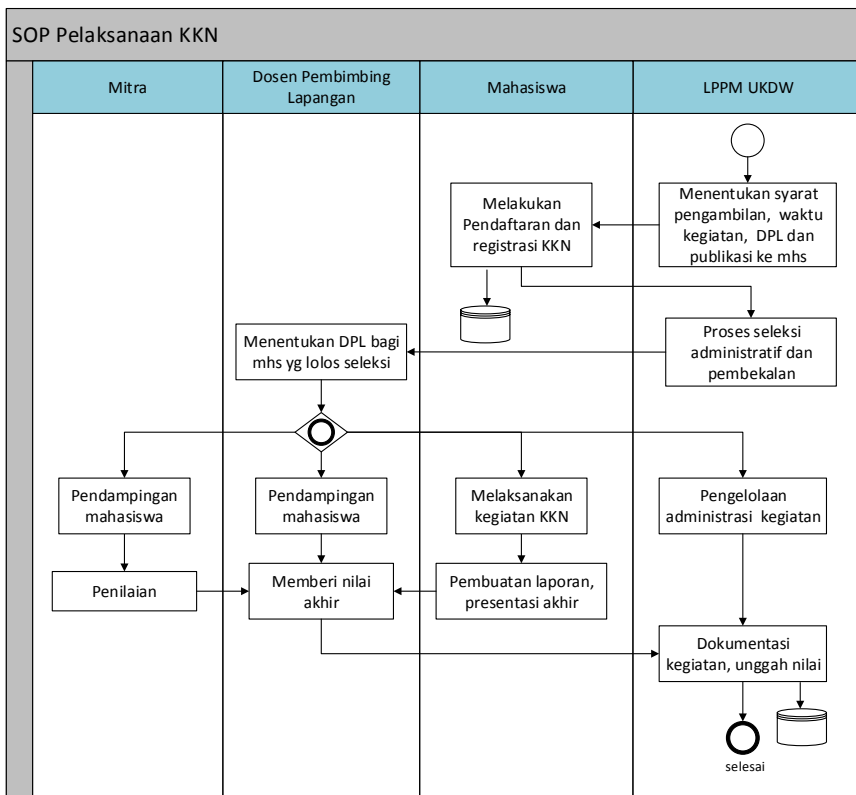 SOP Pelaksanaan KKN
Mitra
Dosen Pembimbing
Lapangan
Mahasiswa
LPPM UKDW
Menentukan syarat
pengambilan, waktu
kegiatan, DPL dan
publikasi ke mhs
Melakukan
Pendaftaran dan
registrasi KKN
Proses seleksi
administratif dan
pembekalan
Menentukan DPL bagi
mhs yg lolos seleksi
Pendampingan
mahasiswa
Pendampingan
mahasiswa
Melaksanakan
kegiatan KKN
Pengelolaan
administrasi kegiatan
Penilaian
Memberi nilai
akhir
Pembuatan laporan,
presentasi akhir
Dokumentasi
kegiatan, unggah nilai
selesai